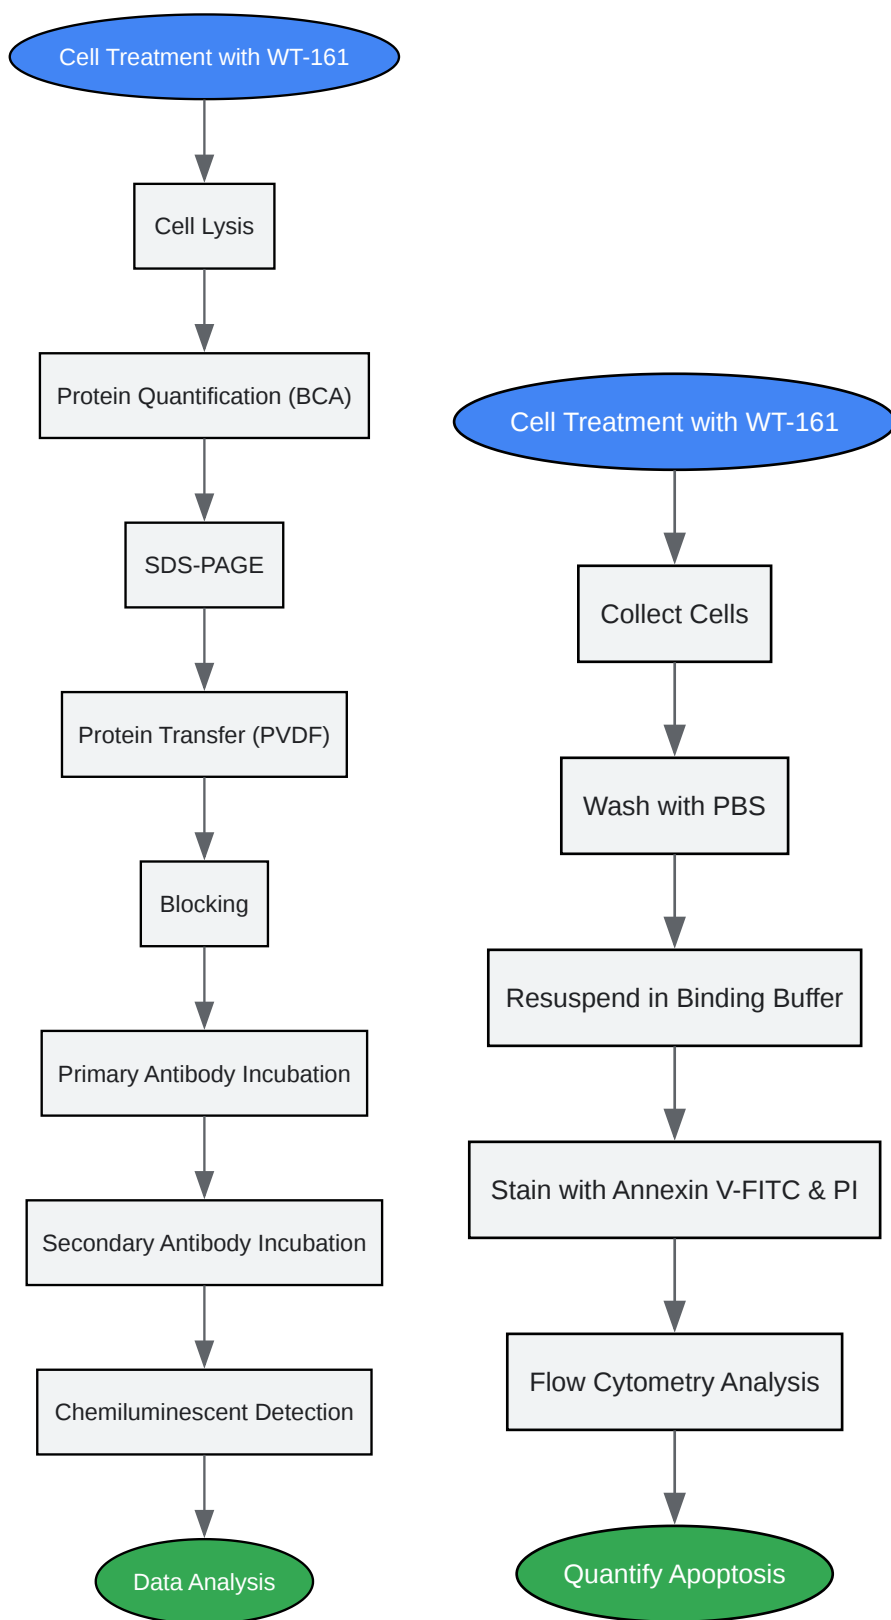 Cell Treatment with WT-161
Cell Lysis
Protein Quantification (BCA)
SDS-PAGE
Protein Transfer (PVDF)
Blocking
Primary Antibody Incubation
Secondary Antibody Incubation
Chemiluminescent Detection
Data Analysis
Cell Treatment with WT-161
Collect Cells
Wash with PBS
Resuspend in Binding Buffer
Stain with Annexin V-FITC & PI
Flow Cytometry Analysis
Quantify Apoptosis